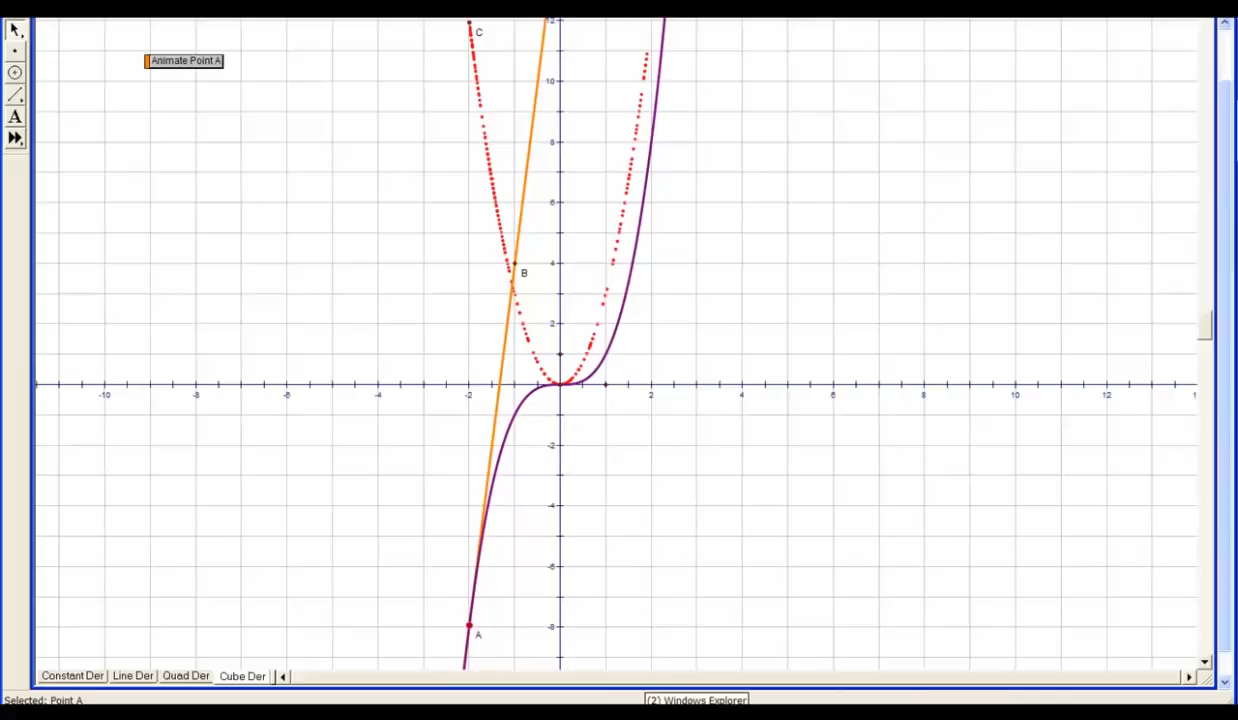 12
C
Animate Point A
A
10
8
6
4
B
2
-10
-8
-6
-4
-2
2
4
6
8
10
12
-2
-4
-6
-8
A
Constant Der
Line Der
Quad Der
Cube Der
Selected: Point A
(2) Windows Explorer